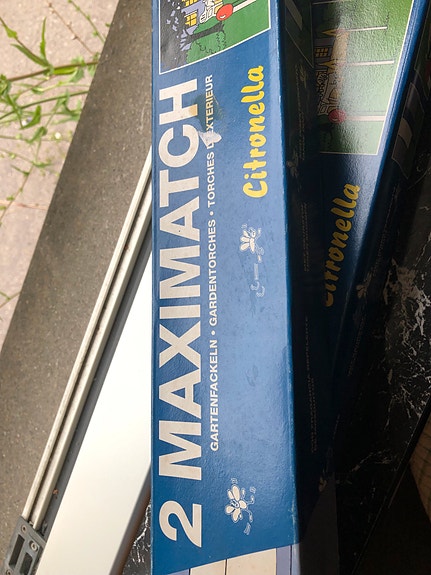 2 MAXIMATCH
GARTENFACKELN • GARDENTORCHES • TORCHES D'EXTERIEUR
Citronella
Citronella